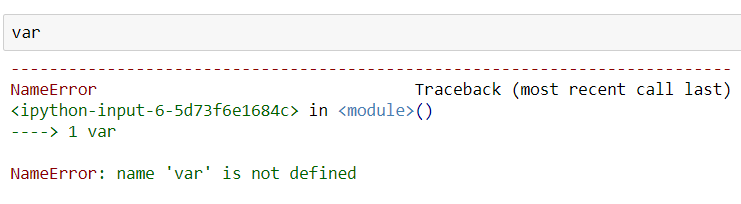 var
---------------------------------------------------------------------------
NameError                                 Traceback (most recent call last)
<ipython-input-6-5d73f6e1684c> in <module>()
----> 1 var
NameError: name 'var' is not defined